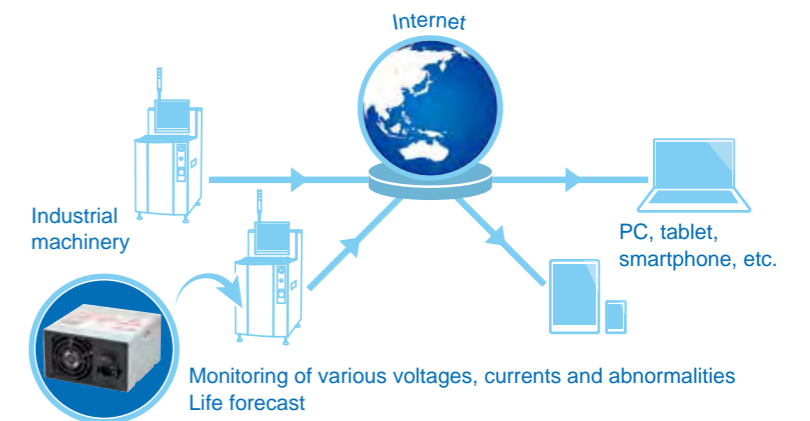 Internet
Industrial
machinery
PC, tablet,
smartphone, etc.
Monitoring of various voltages, currents and abnormalities
Life forecast